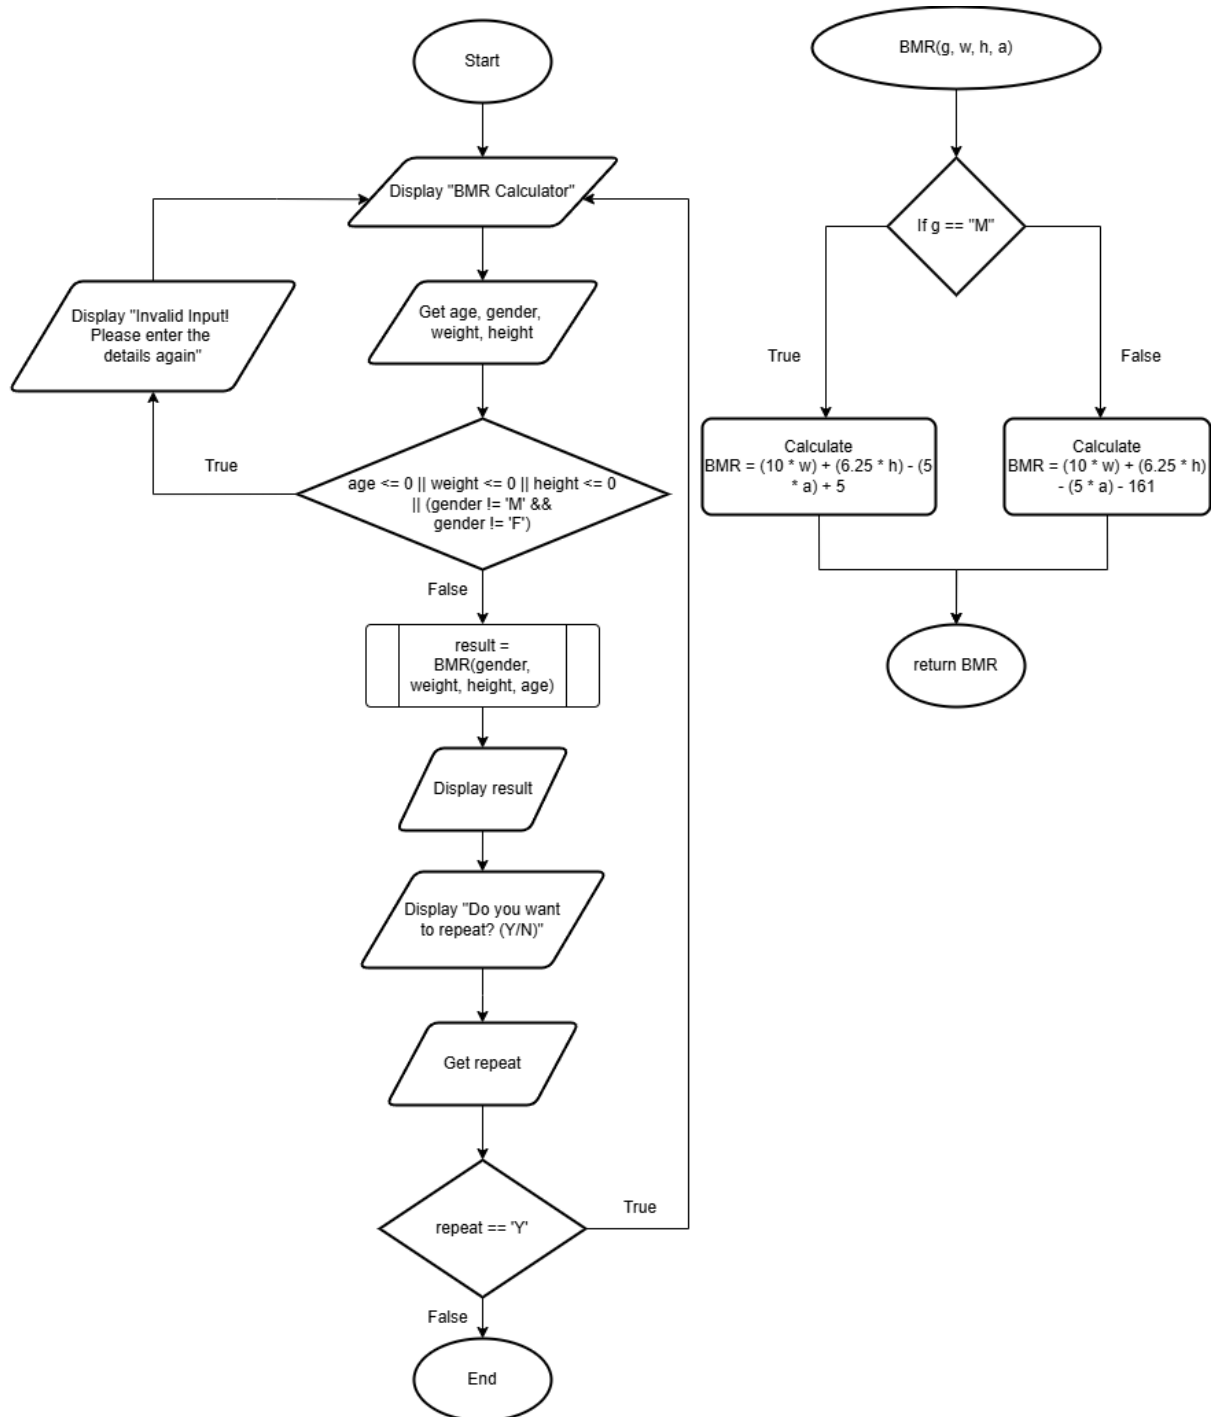 Start
Display "BMR Calculator"
Get age, gender,
weight, height
Display "Invalid Input!
Please enter the
details again"
True
age <= 0 || weight <= 0 || height <= 0
|| (gender != 'M' &&
gender != 'F')
False
result =
BMR(gender,
weight, height, age)
Display result
Display "Do you want
to repeat? (Y/N)"
Get repeat
repeat == 'Y'
True
False
End
BMR(g, w, h, a)
If g == "M"
True
False
Calculate
BMR = (10 * w) + (6.25 * h) - (5
* a) + 5
Calculate
BMR = (10 * w) + (6.25 * h)
- (5 * a) - 161
return BMR